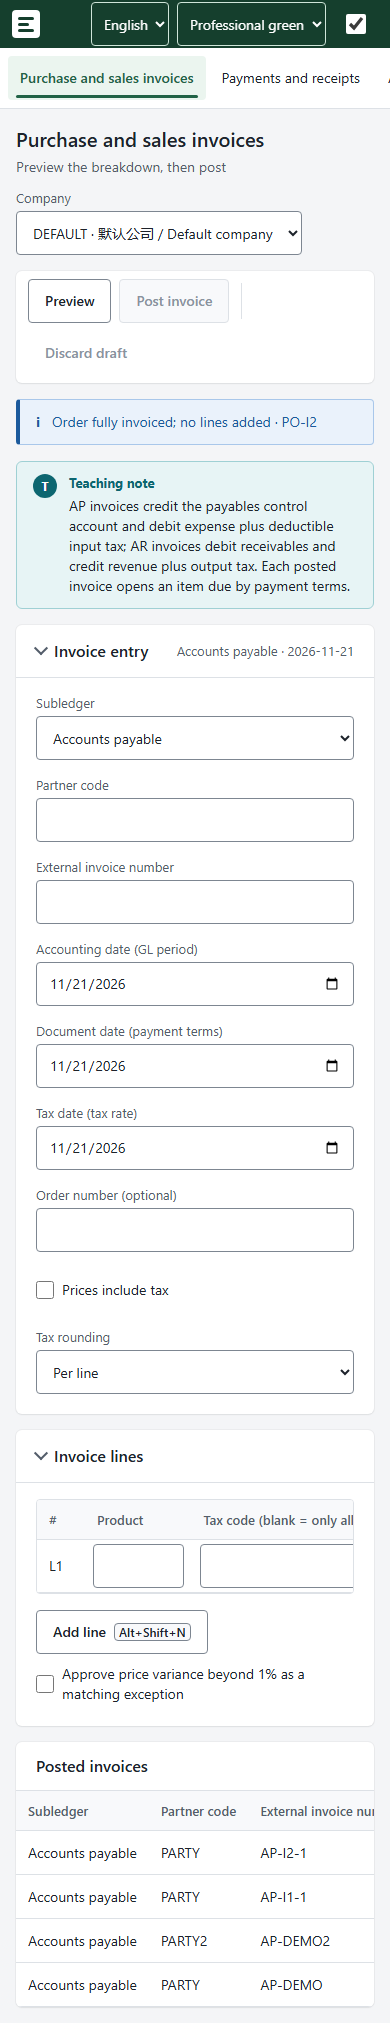 English
Professional green
Purchase and sales invoices
Payments and receipts
Purchase and sales invoices
Preview the breakdown, then post
Company
DEFAULT · 默认公司 / Default company
Preview
Post invoice
Discard draft
i Order fully invoiced; no lines added · PO-I2
T Teaching note
AP invoices credit the payables control
account and debit expense plus deductible
input tax; AR invoices debit receivables and
credit revenue plus output tax. Each posted
invoice opens an item due by payment terms.
Invoice entry
Accounts payable · 2026-11-21
Subledger
Accounts payable
Partner code
External invoice number
Accounting date (GL period)
11/21/2026
Document date (payment terms)
11/21/2026
Tax date (tax rate)
11/21/2026
Order number (optional)
Prices include tax
Tax rounding
Per line
Invoice lines
# Product Tax code (blank = only all
L1
Add line Alt+Shift+N
Approve price variance beyond 1% as a
matching exception
Posted invoices
Subledger Partner code External invoice
Accounts payable PARTY AP-I2-1
Accounts payable PARTY AP-I1-1
Accounts payable PARTY2 AP-DEMO2
Accounts payable PARTY AP-DEMO